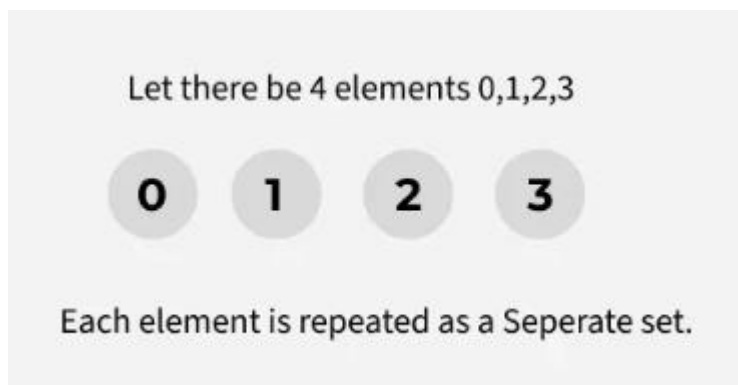 Let there be 4 elements 0,1,2,3
0 1 2 3
Each element is repeated as a Seperate set.